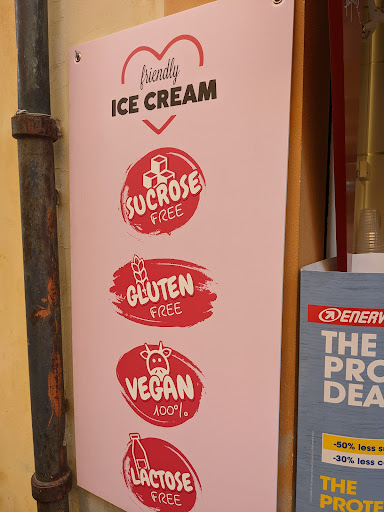 friendly
ICE CREAM
SUCROSE
FREE
GLUTEN
FREE
VEGAN
100%
LACTOSE
FREE
ENERV
THE
PRO
DEA
-50% less
-30% less
THE
PROTE